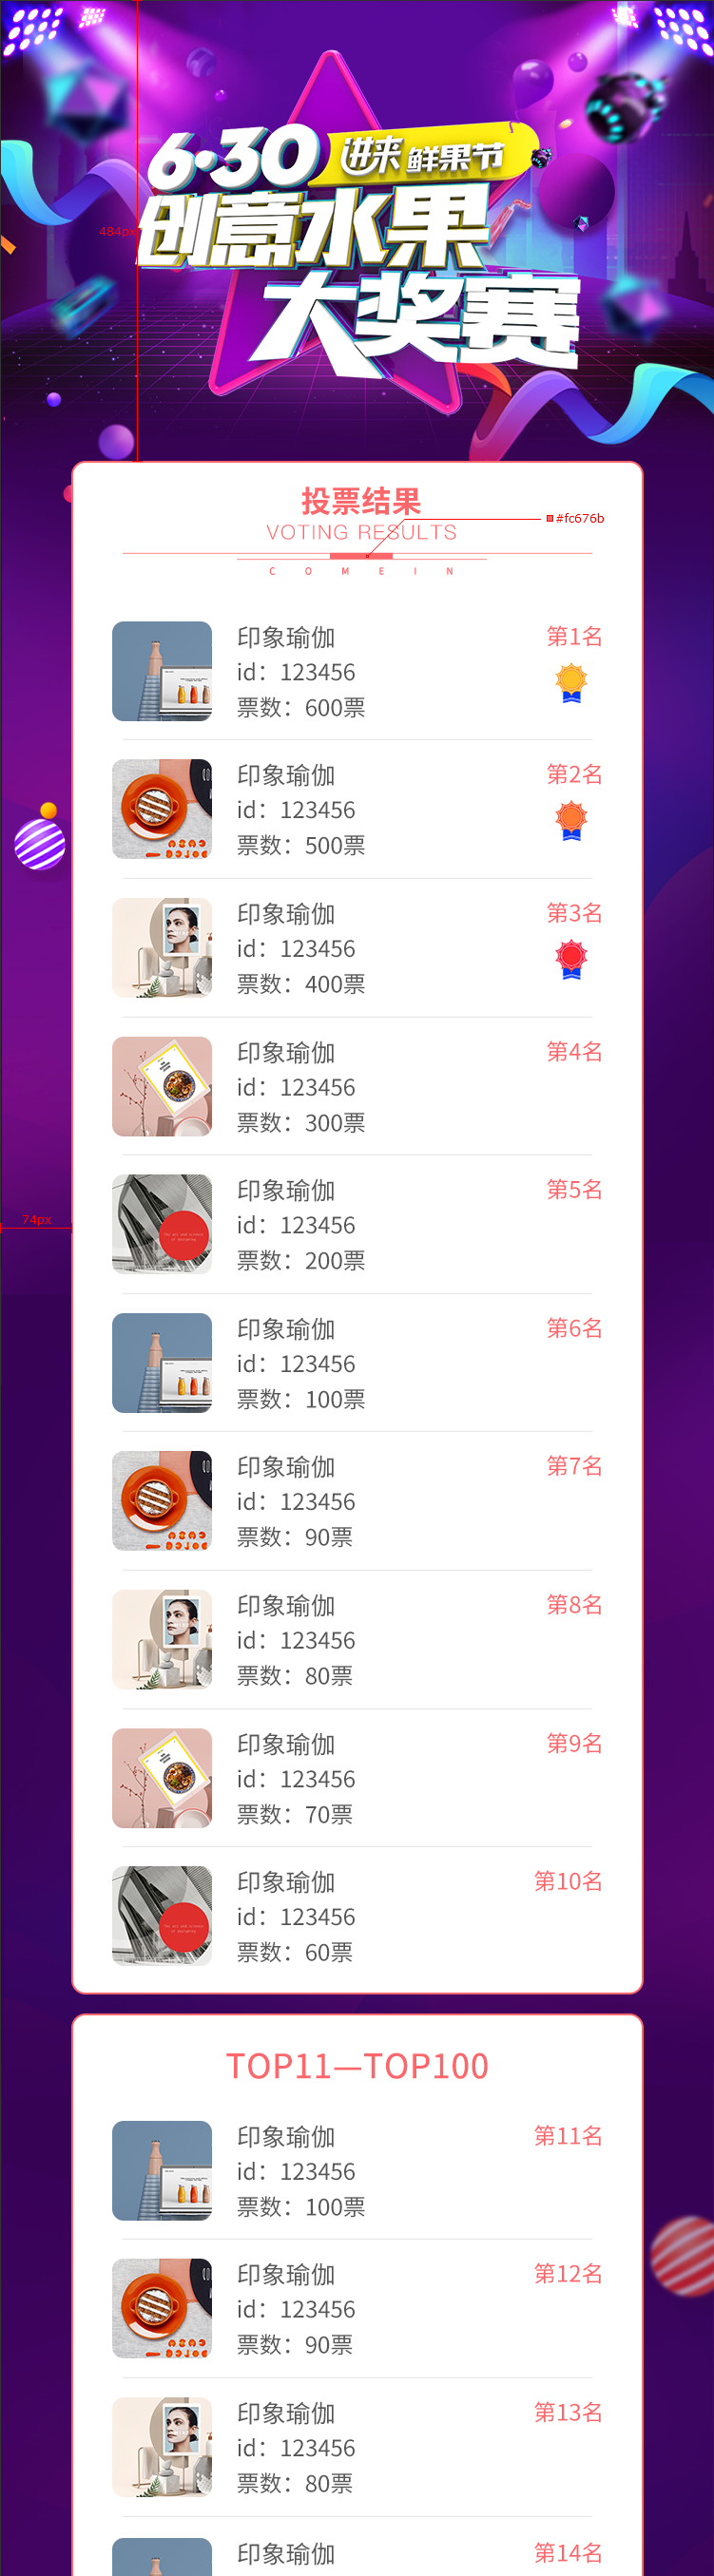 6·30 进来 鲜果节
创意水果
大奖赛
484px
投票结果
#fc676b
VOTING RESULTS
COMEIN
印象瑜伽
第1名
id：123456
票数：600票
印象瑜伽
第2名
id：123456
票数：500票
印象瑜伽
第3名
id：123456
票数：400票
印象瑜伽
第4名
id：123456
票数：300票
印象瑜伽
第5名
id：123456
票数：200票
74px
印象瑜伽
第6名
id：123456
票数：100票
印象瑜伽
第7名
id：123456
票数：90票
印象瑜伽
第8名
id：123456
票数：80票
印象瑜伽
第9名
id：123456
票数：70票
印象瑜伽
第10名
id：123456
票数：60票
TOP11—TOP100
印象瑜伽
第11名
id：123456
票数：100票
印象瑜伽
第12名
id：123456
票数：90票
印象瑜伽
第13名
id：123456
票数：80票
印象瑜伽
第14名